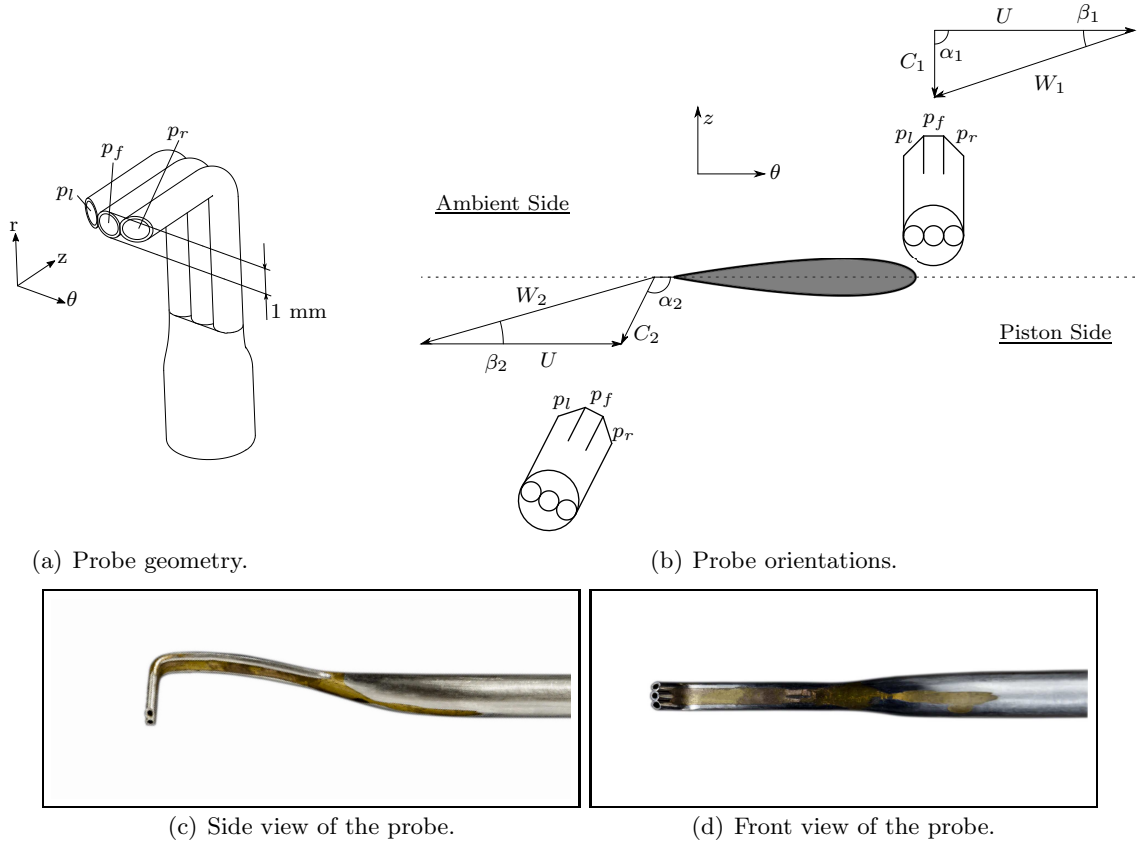 p_l
p_f
p_r
r
z
θ
1 mm
(a) Probe geometry.
U
β_1
C_1
α_1
W_1
z
θ
p_l
p_f
p_r
Ambient Side
W_2
α_2
C_2
β_2
U
Piston Side
p_l
p_f
p_r
(b) Probe orientations.
(c) Side view of the probe.
(d) Front view of the probe.